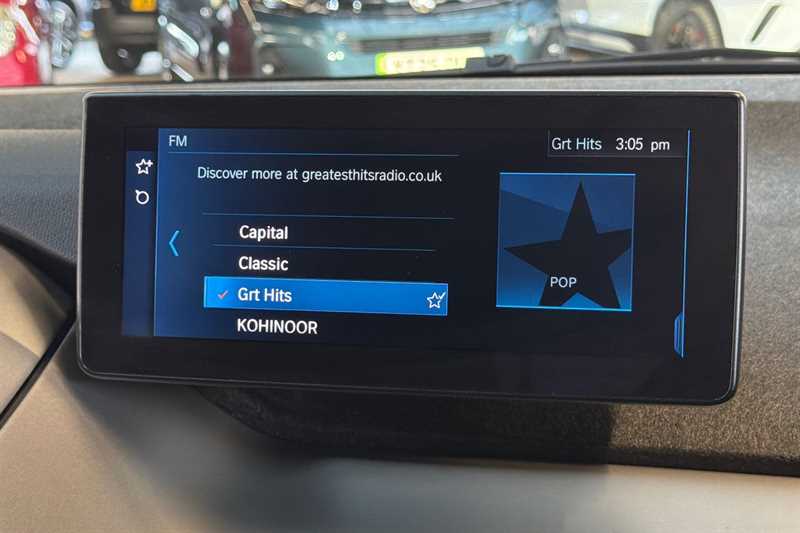 FM
Grt Hits 3:05 pm
Discover more at greatesthitsradio.co.uk
Capital
Classic
Grt Hits
KOHINOOR
POP